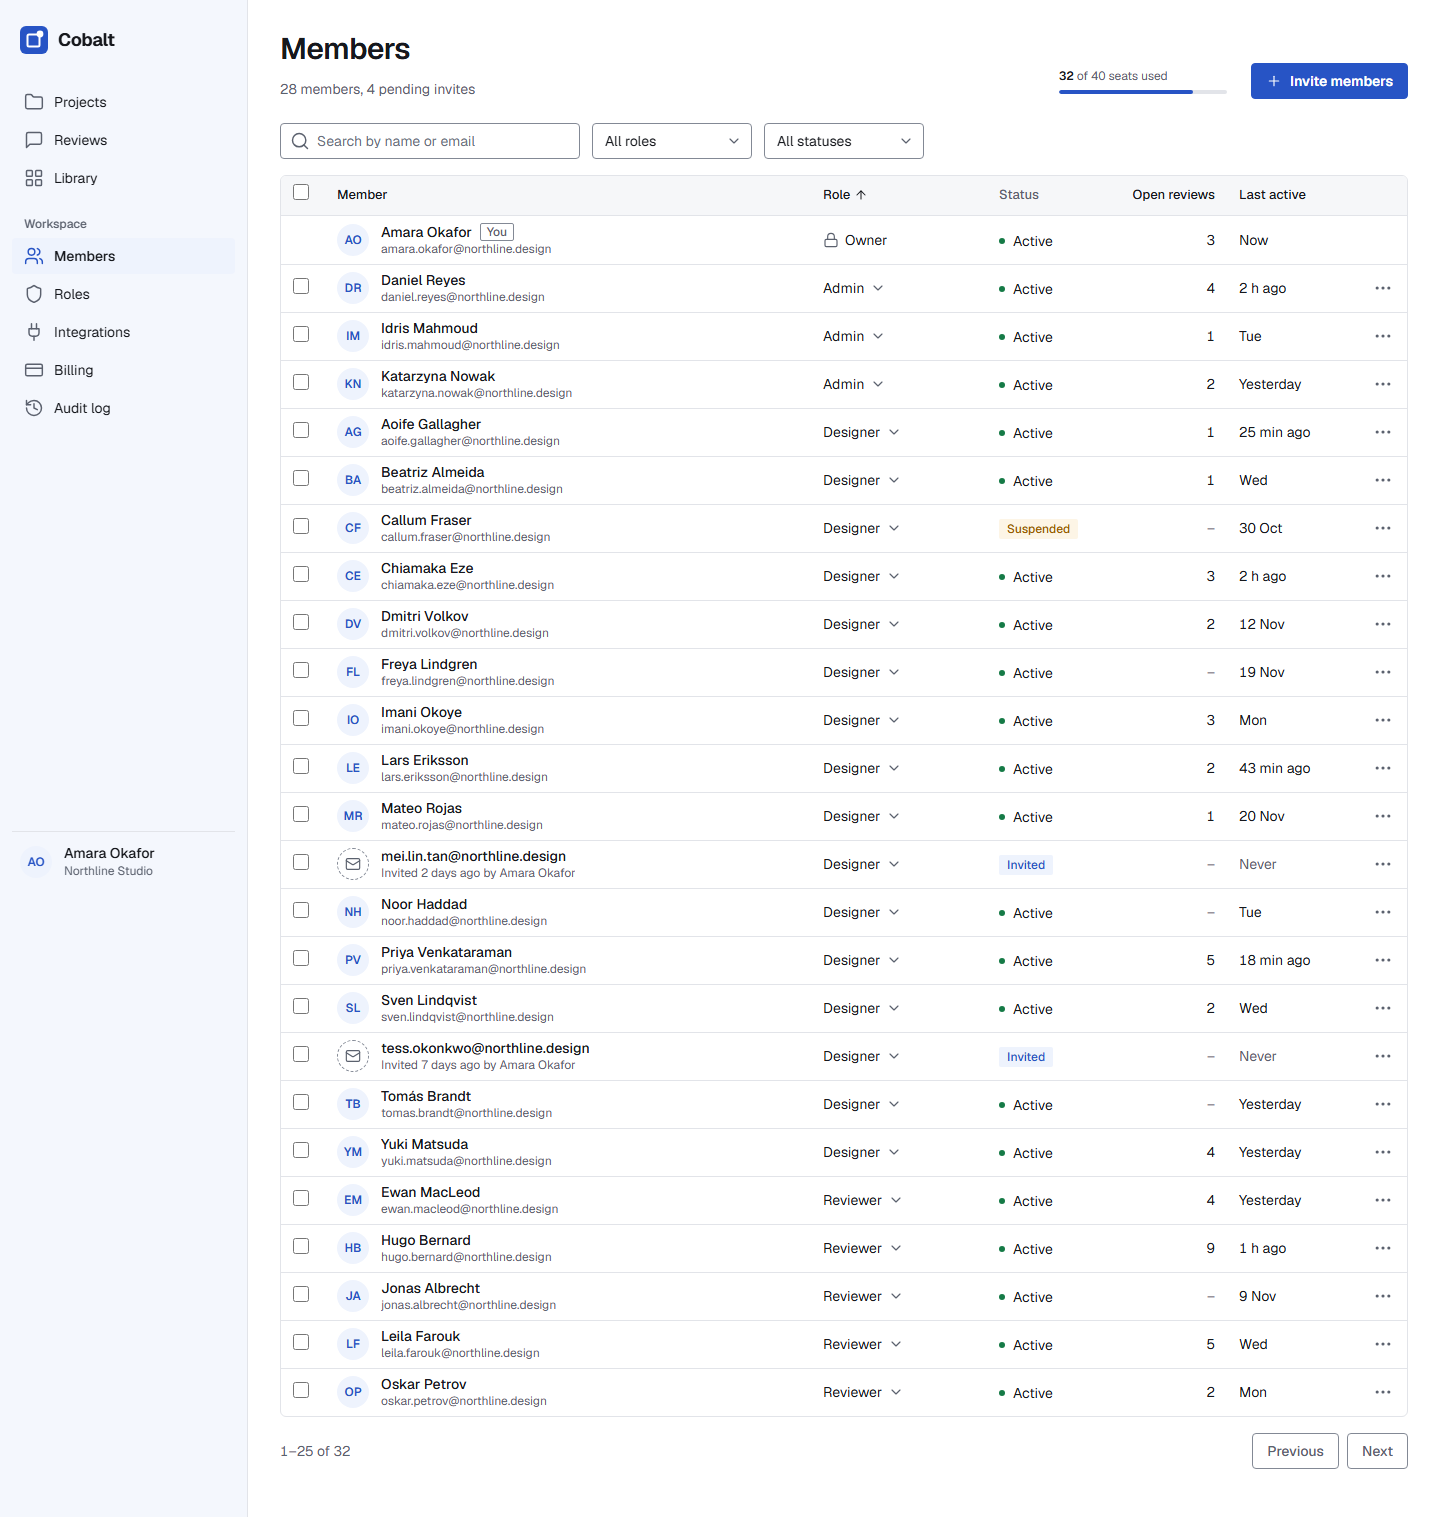 Cobalt
Projects
Reviews
Library
Workspace
Members
Roles
Integrations
Billing
Audit log
AO
Amara Okafor
Northline Studio
Members
28 members, 4 pending invites
32 of 40 seats used
Invite members
Search by name or email
All roles
All statuses
Member Role Status Open reviews Last active
AO Amara Okafor You Owner Active 3 Now
amara.okafor@northline.design
DR Daniel Reyes Admin Active 4 2 h ago
daniel.reyes@northline.design
IM Idris Mahmoud Admin Active 1 Tue
idris.mahmoud@northline.design
KN Katarzyna Nowak Admin Active 2 Yesterday
katarzyna.nowak@northline.design
AG Aoife Gallagher Designer Active 1 25 min ago
aoife.gallagher@northline.design
BA Beatriz Almeida Designer Active 1 Wed
beatriz.almeida@northline.design
CF Callum Fraser Designer Suspended – 30 Oct
callum.fraser@northline.design
CE Chiamaka Eze Designer Active 3 2 h ago
chiamaka.eze@northline.design
DV Dmitri Volkov Designer Active 2 12 Nov
dmitri.volkov@northline.design
FL Freya Lindgren Designer Active – 19 Nov
freya.lindgren@northline.design
IO Imani Okoye Designer Active 3 Mon
imani.okoye@northline.design
LE Lars Eriksson Designer Active 2 43 min ago
lars.eriksson@northline.design
MR Mateo Rojas Designer Active 1 20 Nov
mateo.rojas@northline.design
mei.lin.tan@northline.design Designer Invited – Never
Invited 2 days ago by Amara Okafor
NH Noor Haddad Designer Active – Tue
noor.haddad@northline.design
PV Priya Venkataraman Designer Active 5 18 min ago
priya.venkataraman@northline.design
SL Sven Lindqvist Designer Active 2 Wed
sven.lindqvist@northline.design
tess.okonkwo@northline.design Designer Invited – Never
Invited 7 days ago by Amara Okafor
TB Tomás Brandt Designer Active – Yesterday
tomas.brandt@northline.design
YM Yuki Matsuda Designer Active 4 Yesterday
yuki.matsuda@northline.design
EM Ewan MacLeod Reviewer Active 4 Yesterday
ewan.macleod@northline.design
HB Hugo Bernard Reviewer Active 9 1 h ago
hugo.bernard@northline.design
JA Jonas Albrecht Reviewer Active – 9 Nov
jonas.albrecht@northline.design
LF Leila Farouk Reviewer Active 5 Wed
leila.farouk@northline.design
OP Oskar Petrov Reviewer Active 2 Mon
oskar.petrov@northline.design
1–25 of 32
Previous
Next